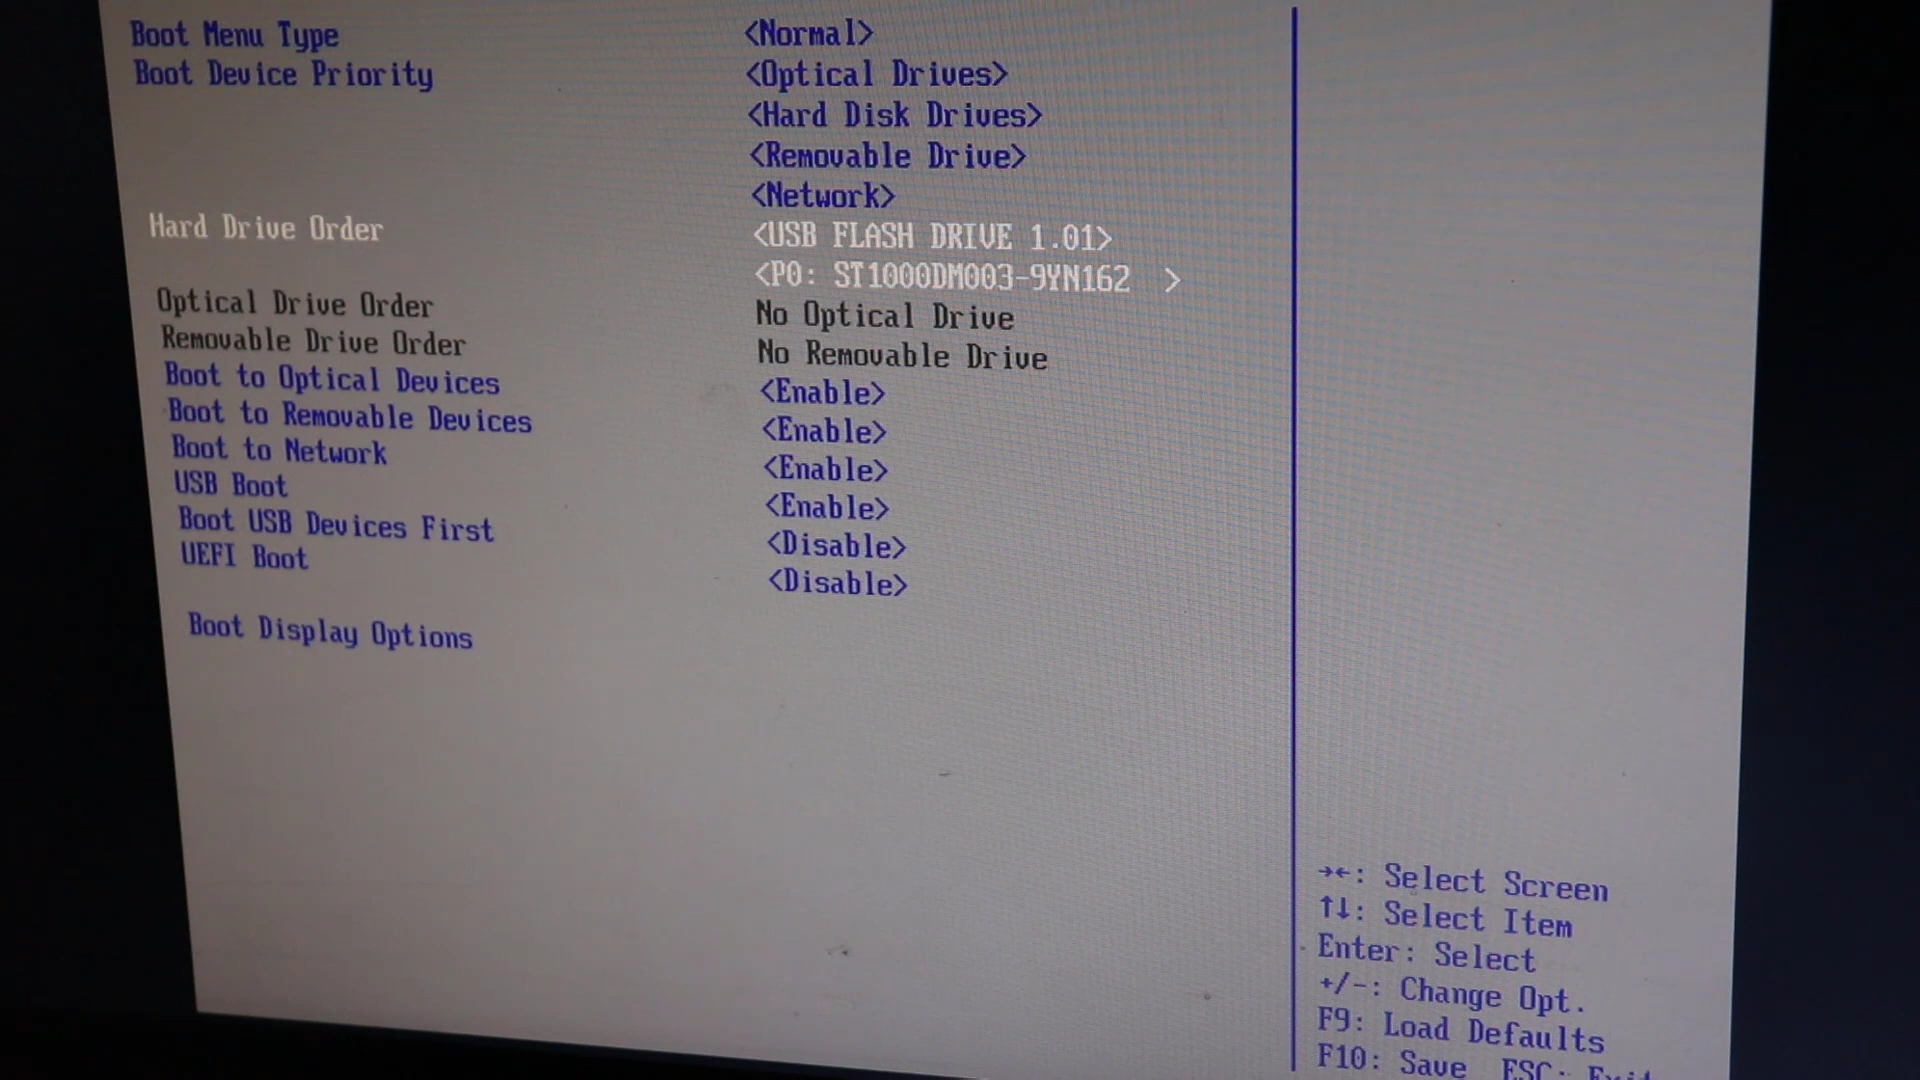 Boot Menu Type <Normal>
Boot Device Priority <Optical Drives>
<Hard Disk Drives>
<Removable Drive>
<Network>
Hard Drive Order <USB FLASH DRIVE 1.01>
<P0: ST1000DM003-9YN162 >
Optical Drive Order No Optical Drive
Removable Drive Order No Removable Drive
Boot to Optical Devices <Enable>
Boot to Removable Devices <Enable>
Boot to Network <Enable>
USB Boot <Enable>
Boot USB Devices First <Disable>
UEFI Boot <Disable>
Boot Display Options
→←: Select Screen
↑↓: Select Item
Enter: Select
+/-: Change Opt.
F9: Load Defaults
F10: Save ESC: Exit